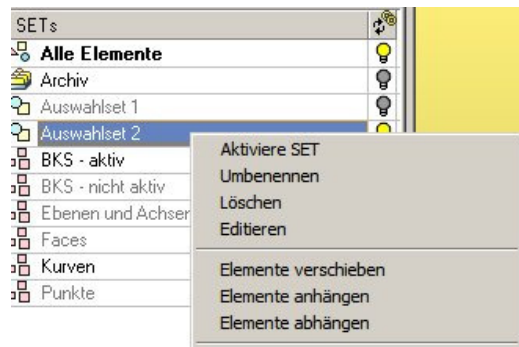 SETs
Alle Elemente
Archiv
Auswahlset 1
Auswahlset 2
BKS - aktiv
BKS - nicht aktiv
Ebenen und Achsen
Faces
Kurven
Punkte
Aktiviere SET
Umbenennen
Löschen
Editieren
Elemente verschieben
Elemente anhängen
Elemente abhängen